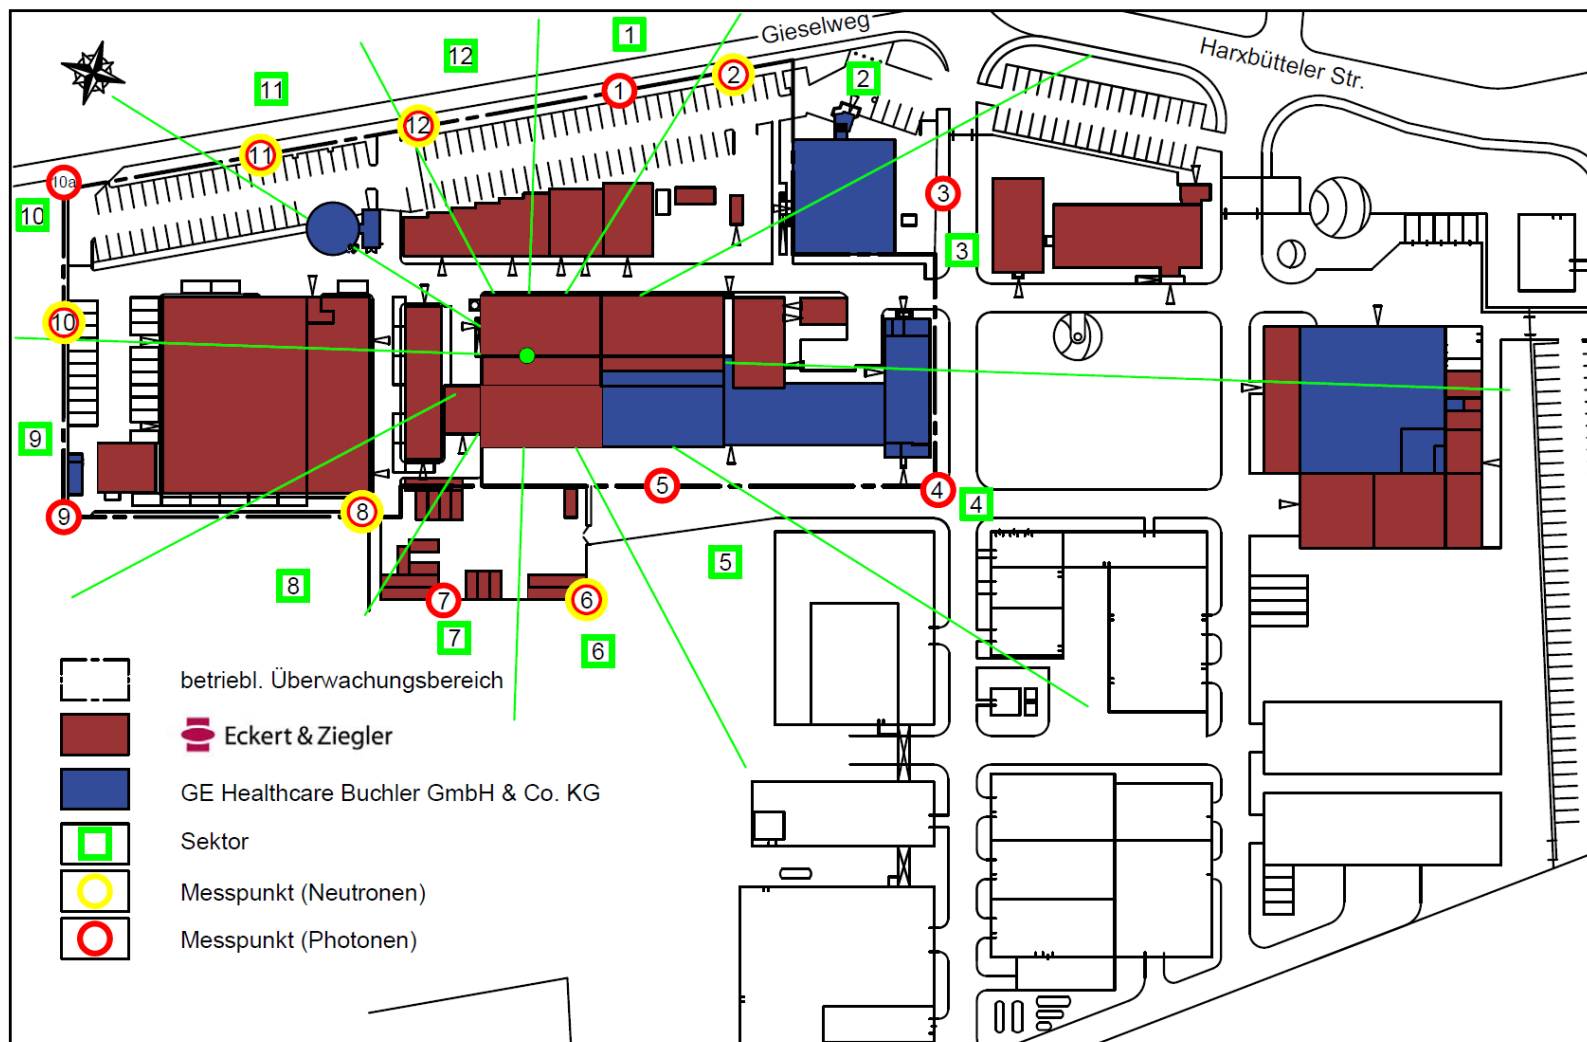 1
Gieselweg
Harxbütteler Str.
12
11
2
2
1
12
11
10a
10
3
3
10
9
5
4
4
9
8
5
8
7
6
7
6
betriebl. Überwachungsbereich
Eckert & Ziegler
GE Healthcare Buchler GmbH & Co. KG
Sektor
Messpunkt (Neutronen)
Messpunkt (Photonen)